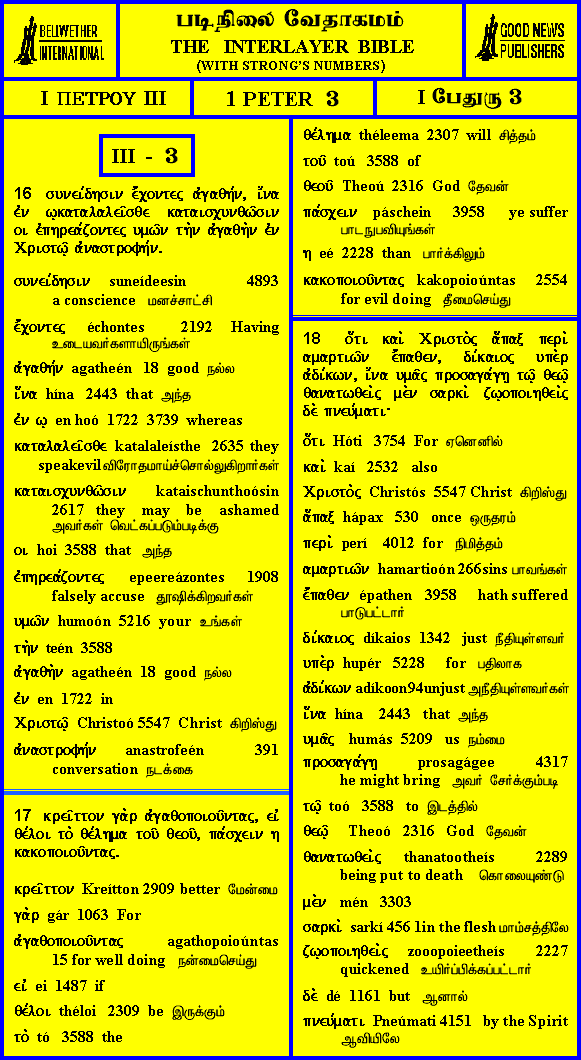 BELLWETHER
INTERNATIONAL
படிநிலை வேதாகமம்
THE INTERLAYER BIBLE
(WITH STRONG'S NUMBERS)
GOOD NEWS
PUBLISHERS
I ΠΕΤΡΟΥ III
1 PETER 3
I பேதுரு 3
III - 3
16 συνείδησιν ἔχοντες ἀγαθήν, ἵνα
ἐν ῳκαταλαλεῖσθε καταισχυνθῶσιν
οι ἐπηρεάζοντες υμῶν τὴν ἀγαθὴν ἐν
Χριστῷ ἀναστροφήν.
συνείδησιν suneídeesin 4893
a conscience மனச்சாட்சி
ἔχοντες échontes 2192 Having
உடையவர்களாயிருங்கள்
ἀγαθήν agatheén 18 good நல்ல
ἵνα hína 2443 that அந்த
ἐν ῳ en hoó 1722 3739 whereas
καταλαλεῖσθε katalaleísthe 2635 they
speakevil விரோதமாய்ச்சொல்லுகிறார்கள்
καταισχυνθῶσιν kataischunthoósin
2617 they may be ashamed
அவர்கள் வெட்கப்படும்படிக்கு
οι hoi 3588 that அந்த
ἐπηρεάζοντες epeereázontes 1908
falsely accuse தூஷிக்கிறவர்கள்
υμῶν humoón 5216 your உங்கள்
τὴν teén 3588
ἀγαθὴν agatheén 18 good நல்ல
ἐν en 1722 in
Χριστῷ Christoó 5547 Christ கிறிஸ்து
ἀναστροφήν anastrofeén 391
conversation நடக்கை
17 κρεῖττον γὰρ ἀγαθοποιοῦντας, εἰ
θέλοι τὸ θέλημα τοῦ θεοῦ, πάσχειν η
κακοποιοῦντας.
κρεῖττον Kreítton 2909 better மேன்மை
γὰρ gár 1063 For
ἀγαθοποιοῦντας agathopoioúntas
15 for well doing நன்மைசெய்து
εἰ ei 1487 if
θέλοι théloi 2309 be இருக்கும்
τὸ tó 3588 the
θέλημα théleema 2307 will சித்தம்
τοῦ toú 3588 of
θεοῦ Theoú 2316 God தேவன்
πάσχειν páschein 3958 ye suffer
பாடநுபவியுங்கள்
η eé 2228 than பார்க்கிலும்
κακοποιοῦντας kakopoioúntas 2554
for evil doing தீமைசெய்து
18 ὅτι καὶ Χριστὸς ἅπαξ περὶ
αμαρτιῶν ἔπαθεν, δίκαιος υπὲρ
ἀδίκων, ἵνα υμᾶς προσαγάγῃ τῷ θεῷ
θανατωθεὶς μὲν σαρκὶ ζῳοποιηθεὶς
δὲ πνεύματι·
ὅτι Hóti 3754 For ஏனெனில்
καὶ kaí 2532 also
Χριστὸς Christós 5547 Christ கிறிஸ்து
ἅπαξ hápax 530 once ஒருதரம்
περὶ perí 4012 for நிமித்தம்
αμαρτιῶν hamartioón 266sins பாவங்கள்
ἔπαθεν épathen 3958 hath suffered
பாடுபட்டார்
δίκαιος díkaios 1342 just நீதியுள்ளவர்
υπὲρ hupér 5228 for பதிலாக
ἀδίκων adíkoon94unjust அநீதியுள்ளவர்கள்
ἵνα hína 2443 that அந்த
υμᾶς humás 5209 us நம்மை
προσαγάγῃ prosagágee 4317
he might bring அவர் சேர்க்கும்படி
τῷ toó 3588 to இடத்தில்
θεῷ Theoó 2316 God தேவன்
θανατωθεὶς thanatootheís 2289
being put to death கொலையுண்டு
μὲν mén 3303
σαρκὶ sarkí 456 1in the flesh மாம்சத்திலே
ζῳοποιηθεὶς zooopoieetheís 2227
quickened உயிர்ப்பிக்கப்பட்டார்
δὲ dé 1161 but ஆனால்
πνεύματι Pneúmati 4151 by the Spirit
ஆவியிலே